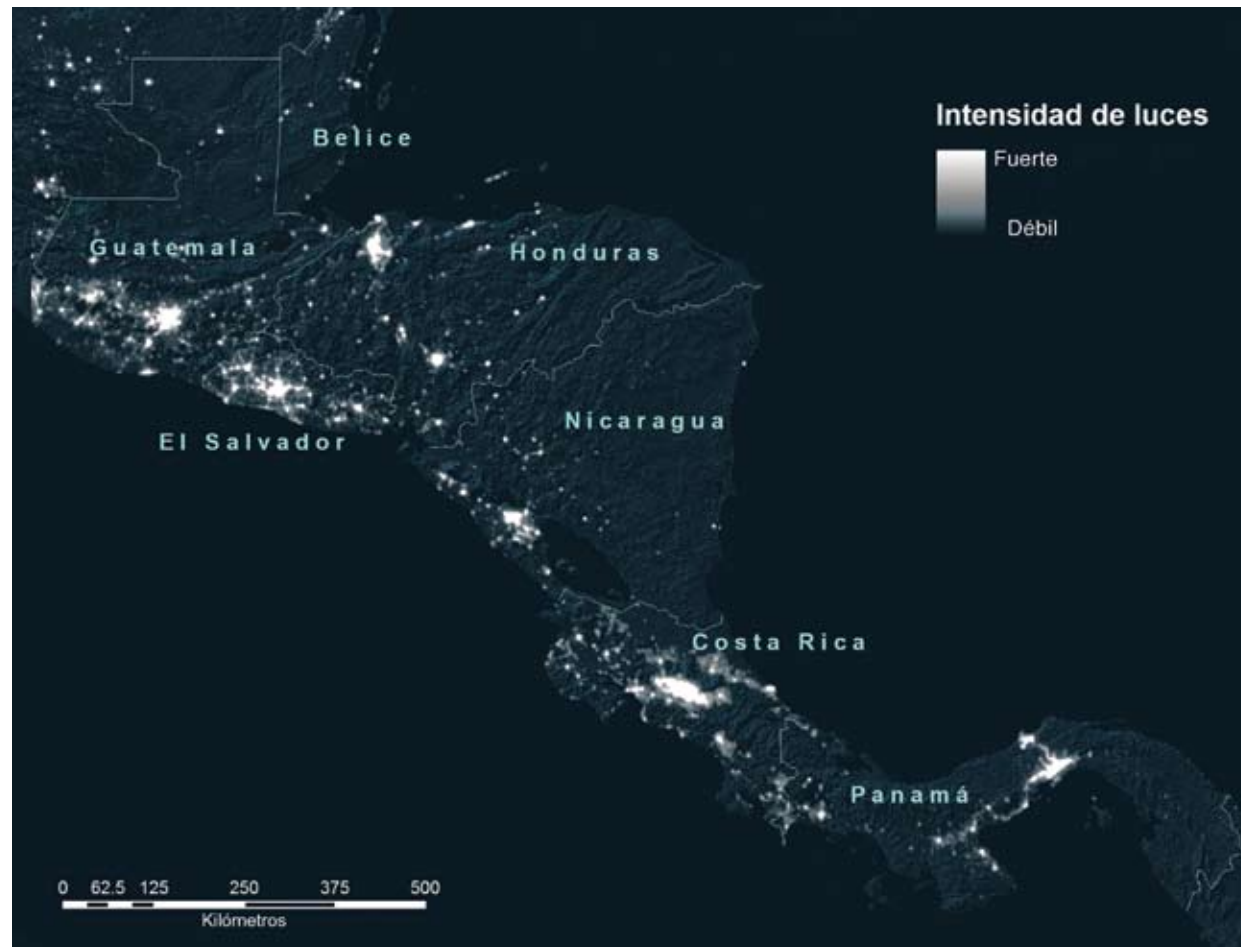 Intensidad de luces
Fuerte
Débil
Belice
Guatemala
Honduras
El Salvador
Nicaragua
Costa Rica
Panamá
0 62.5 125 250 375 500
Kilómetros